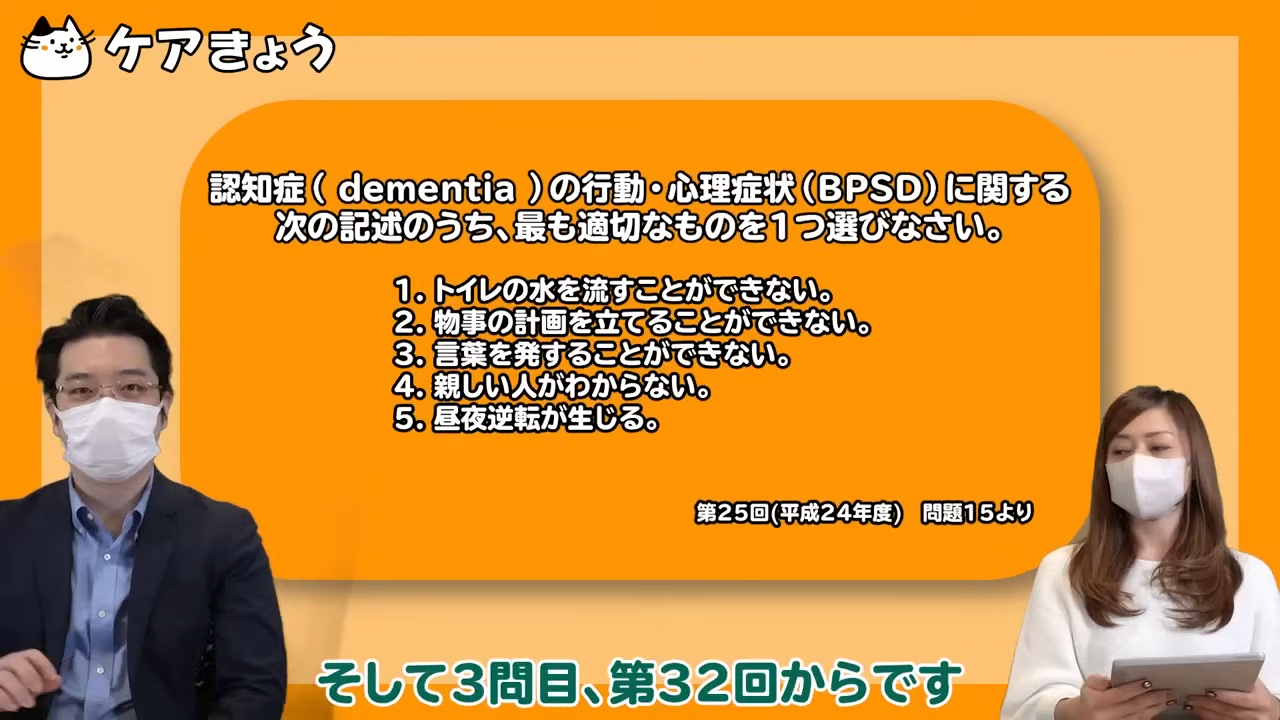 ケアきょう
認知症( dementia )の行動・心理症状(BPSD)に関する
次の記述のうち、最も適切なものを1つ選びなさい。
1. トイレの水を流すことができない。
2. 物事の計画を立てることができない。
3. 言葉を発することができない。
4. 親しい人がわからない。
5. 昼夜逆転が生じる。
第25回(平成24年度) 問題15より
そして3問目、第32回からです